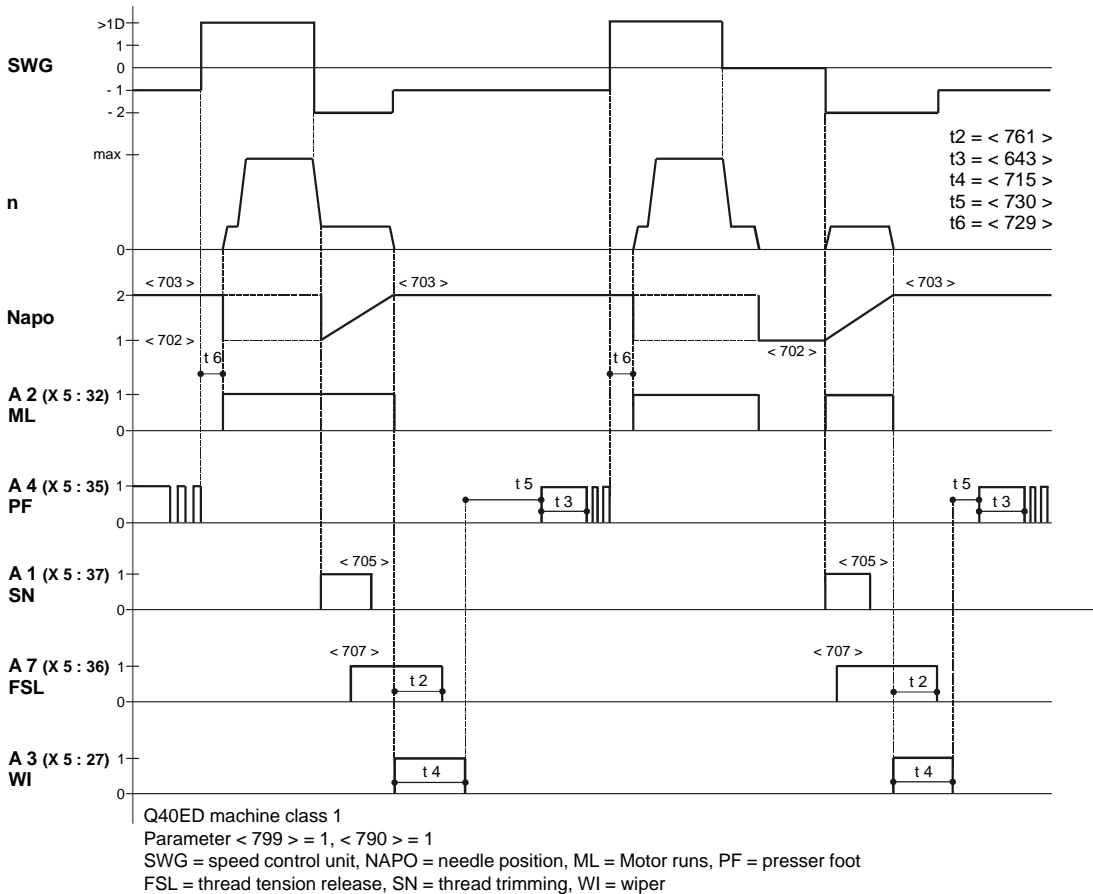 >1D
1
SWG
0
- 1
- 2
max
n
0
t2 = < 761 >
t3 = < 643 >
t4 = < 715 >
t5 = < 730 >
t6 = < 729 >
< 703 >
< 703 >
< 703 >
2
Napo
1
< 702 >
< 702 >
t 6
t 6
A 2 (X 5 : 32)
ML
1
0
A 4 (X 5 : 35)
PF
1
0
t 5
t 3
t 5
t 3
A 1 (X 5 : 37)
SN
1
0
< 705 >
< 705 >
A 7 (X 5 : 36)
FSL
1
0
< 707 >
t 2
< 707 >
t 2
A 3 (X 5 : 27)
WI
1
0
t 4
t 4
Q40ED machine class 1
Parameter < 799 > = 1, < 790 > = 1
SWG = speed control unit, NAPO = needle position, ML = Motor runs, PF = presser foot
FSL = thread tension release, SN = thread trimming, WI = wiper